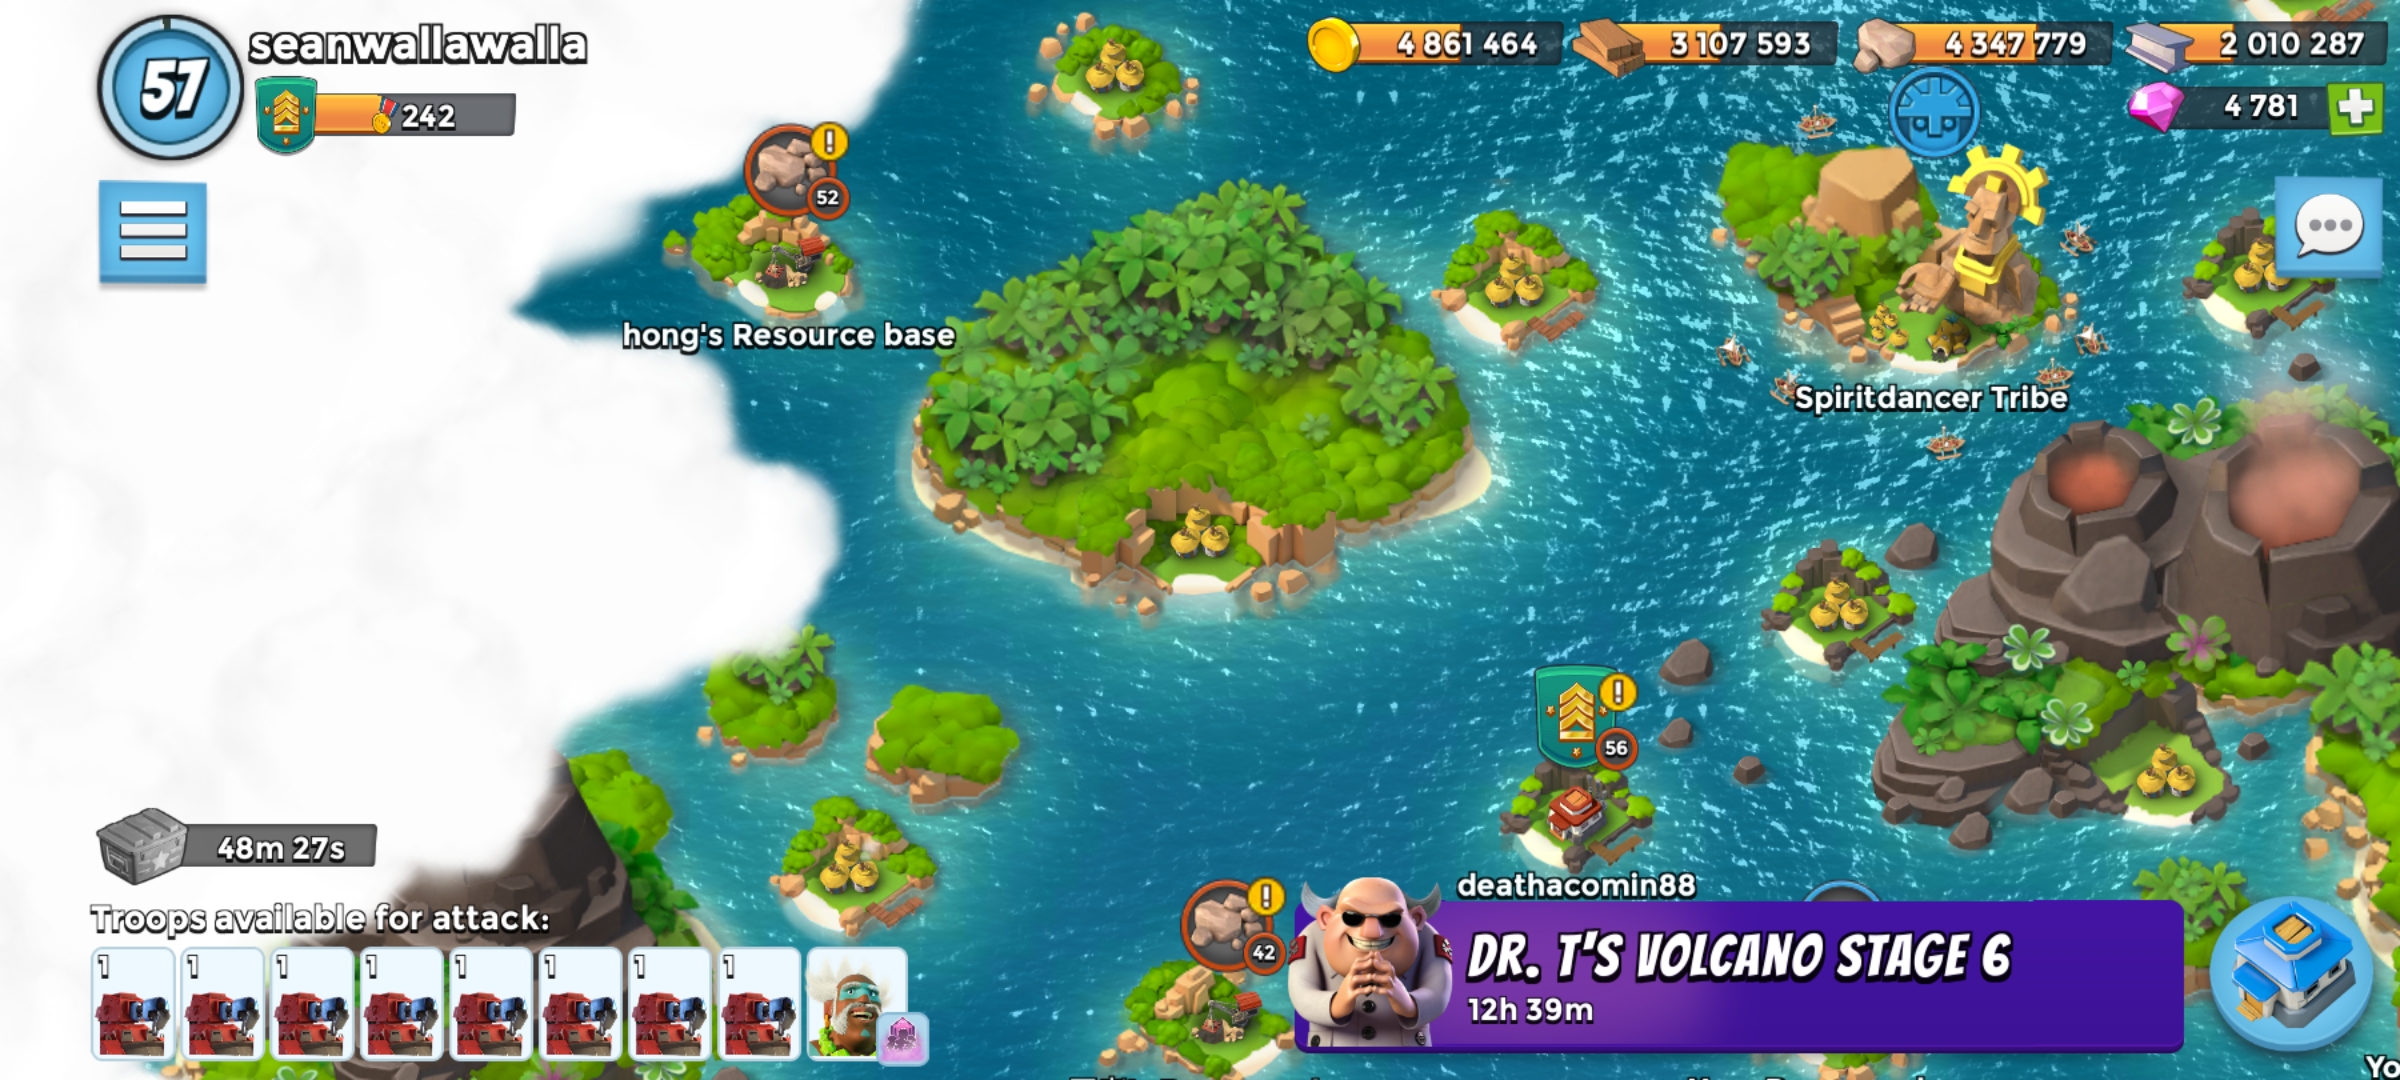 57
seanwallawalla
242
4 861 464
3 107 593
4 347 779
2 010 287
4 781
!
52
hong's Resource base
Spiritdancer Tribe
!
56
deathacomin88
48m 27s
Troops available for attack:
1 1 1 1 1 1 1 1
!
42
DR. T'S VOLCANO STAGE 6
12h 39m
Yo